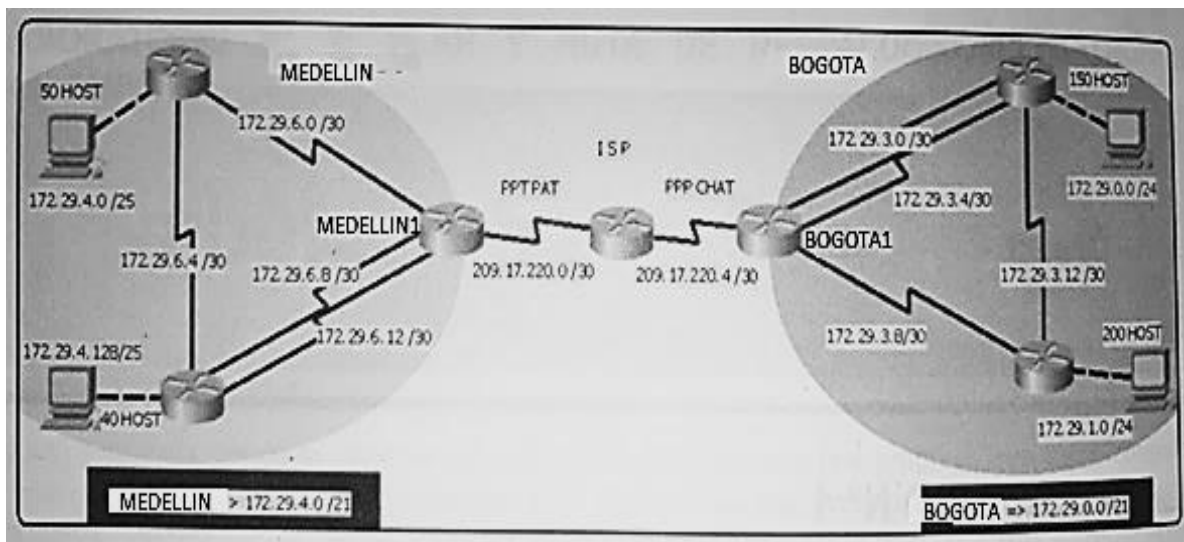 MEDELLIN
BOGOTA
50 HOST
150 HOST
172.29.6.0 /30
172.29.3.0 /30
ISP
172.29.4.0 /25
PPTPAT
PPP CHAT
172.29.0.0 /24
172.29.3.4/30
MEDELLIN1
BOGOTA1
172.29.6.4 /30
172.29.6.8 /30
209.17.220.0 /30
209.17.220.4 /30
172.29.3.12 /30
172.29.6.12 /30
172.29.3.8/30
172.29.4.128/25
200 HOST
40 HOST
172.29.1.0 /24
MEDELLIN > 172.29.4.0 /21
BOGOTA => 172.29.0.0 /21